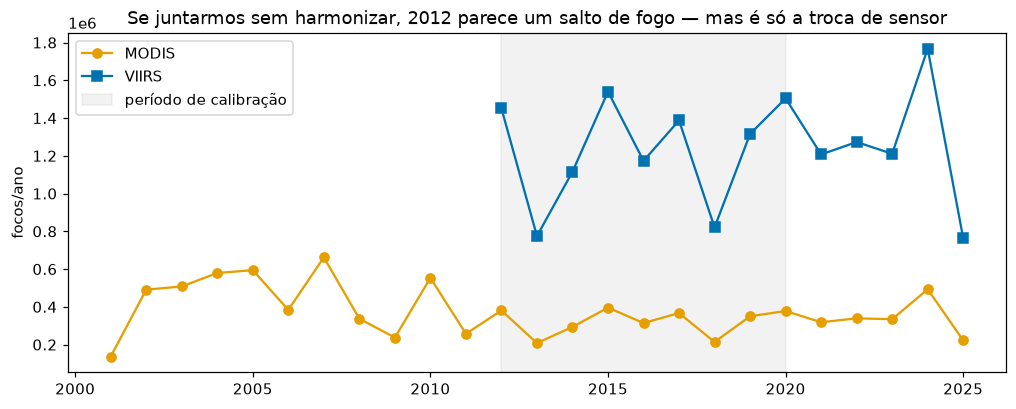 Se juntarmos sem harmonizar, 2012 parece um salto de fogo — mas é só a troca de sensor
1e6
MODIS
VIIRS
período de calibração
focos/ano
1.8
1.6
1.4
1.2
1.0
0.8
0.6
0.4
0.2
2000 2005 2010 2015 2020 2025